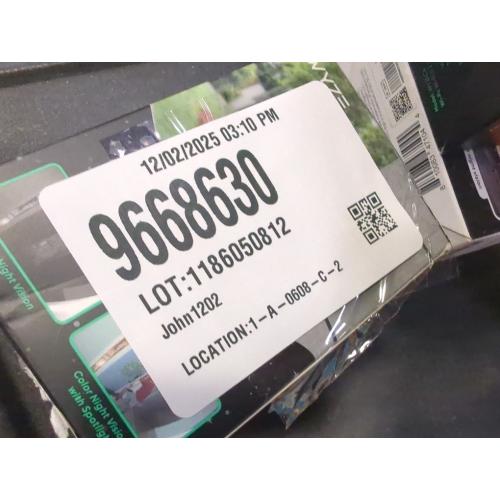 WYZE
12/02/2025 03:10 PM
9668630
LOT:1186050812
John1202
LOCATION:1-A-0608-C-2
Night Vision
Color Night Vision
with Spotlight